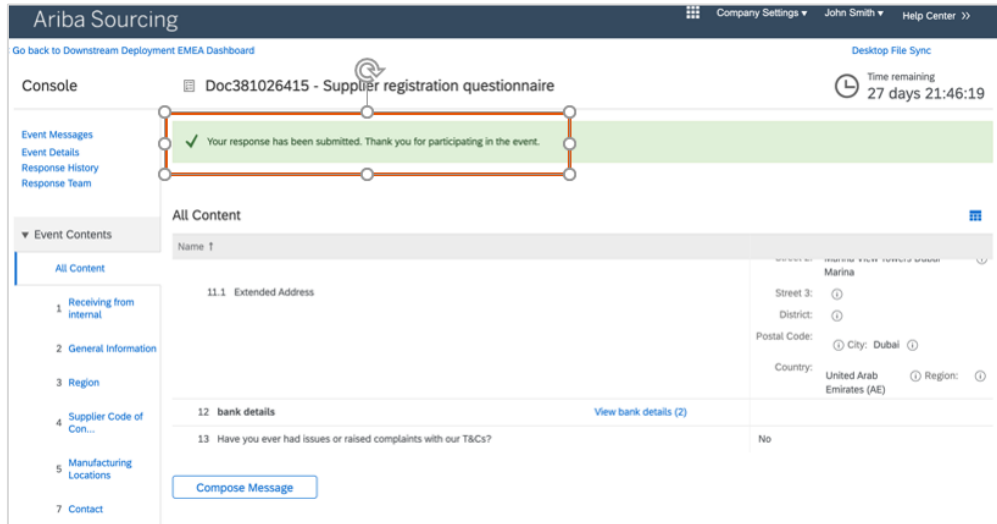 Ariba Sourcing
Company Settings ▾ John Smith ▾ Help Center >>
Go back to Downstream Deployment EMEA Dashboard
Desktop File Sync
Console
Doc381026415 - Supplier registration questionnaire
Time remaining
27 days 21:46:19
Event Messages
Event Details
Response History
Response Team
✓ Your response has been submitted. Thank you for participating in the event.
All Content
▼ Event Contents
Name ↑
All Content
Marina View Towers Dubai
Marina
11.1 Extended Address
Street 3:
District:
Postal Code:
City: Dubai
Country:
United Arab
Emirates (AE)
Region:
1 Receiving from
internal
2 General Information
3 Region
4 Supplier Code of
Con...
5 Manufacturing
Locations
7 Contact
12 bank details View bank details (2)
13 Have you ever had issues or raised complaints with our T&Cs? No
Compose Message